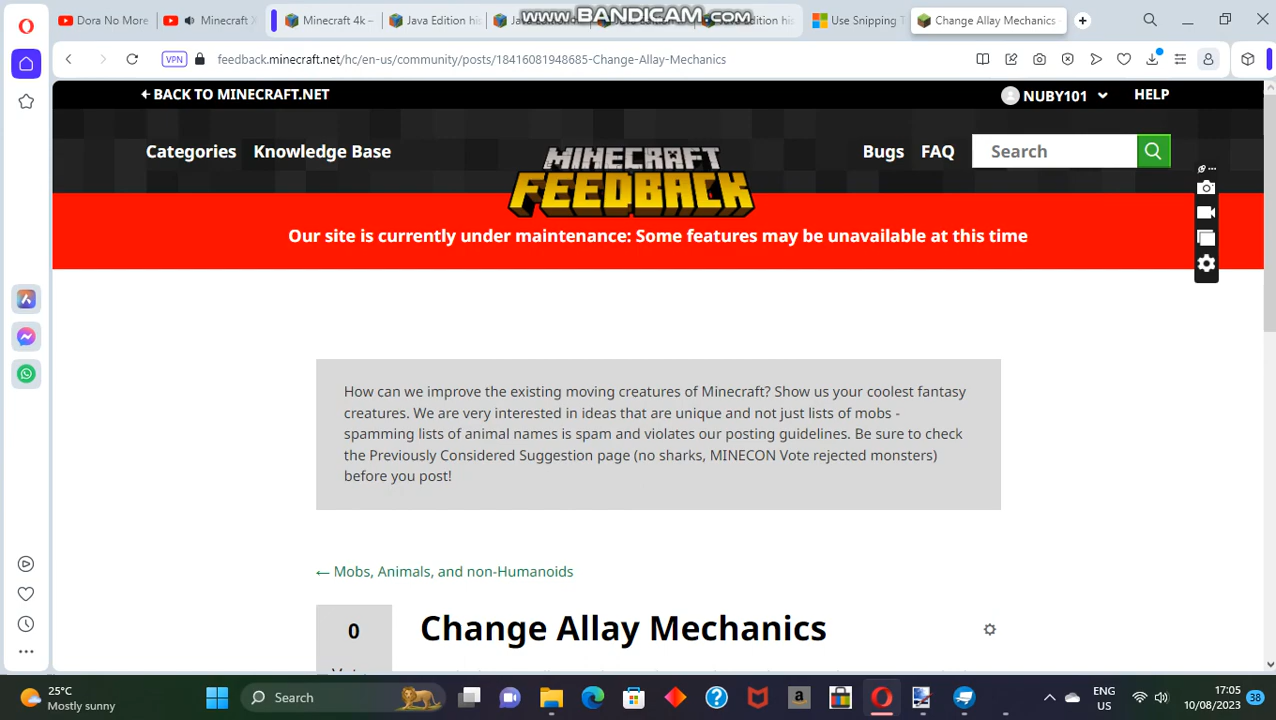 Dora No More
Minecraft
Minecraft 4k –
Java Edition his
Java Edition his
Use Snipping T
Change Allay Mechanics
www.BANDICAM.com
VPN
feedback.minecraft.net/hc/en-us/community/posts/18416081948685-Change-Allay-Mechanics
← BACK TO MINECRAFT.NET
NUBY101
HELP
Categories
Knowledge Base
MINECRAFT
FEEDBACK
Bugs
FAQ
Search
Our site is currently under maintenance: Some features may be unavailable at this time
How can we improve the existing moving creatures of Minecraft? Show us your coolest fantasy
creatures. We are very interested in ideas that are unique and not just lists of mobs -
spamming lists of animal names is spam and violates our posting guidelines. Be sure to check
the Previously Considered Suggestion page (no sharks, MINECON Vote rejected monsters)
before you post!
← Mobs, Animals, and non-Humanoids
0
Change Allay Mechanics
25°C
Mostly sunny
Search
ENG
IN
17:05
10/08/2023
38